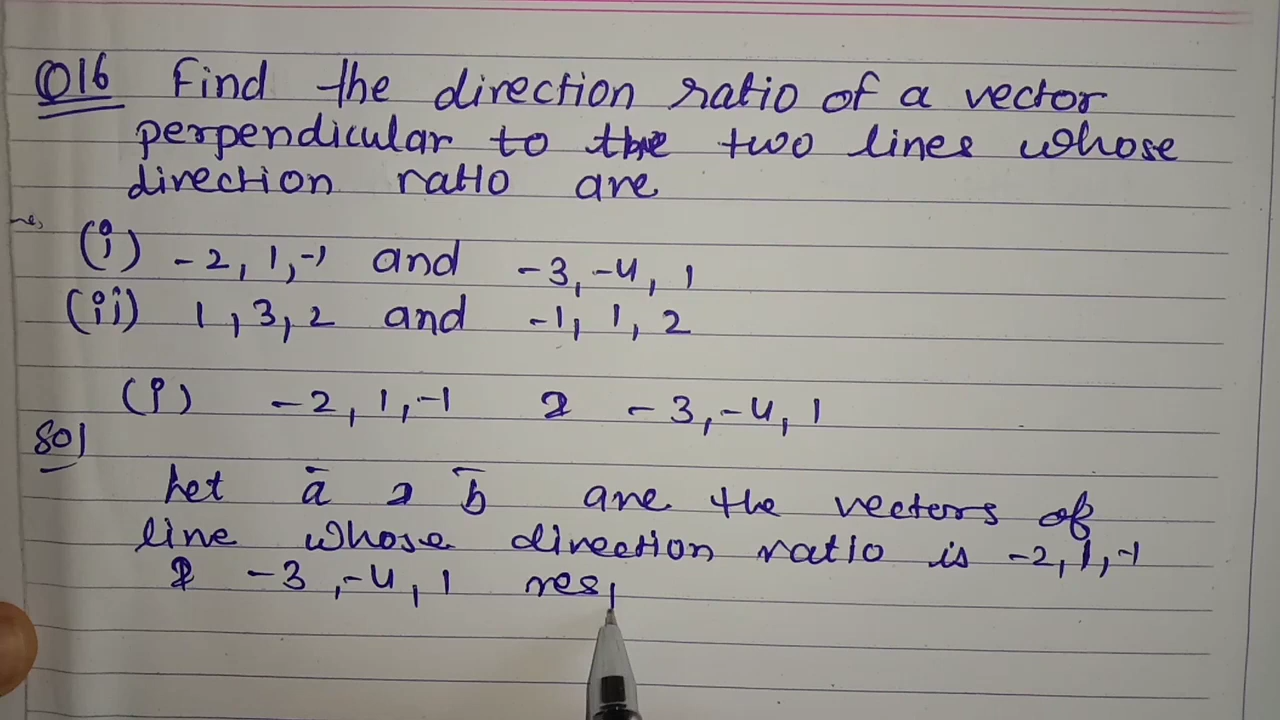 Q16 Find the direction ratio of a vector
perpendicular to the two lines whose
direction ratio are
(i) -2, 1, -1 and -3, -4, 1
(ii) 1, 3, 2 and -1, 1, 2
(i) -2, 1, -1 & -3, -4, 1
Sol
Let a̅ & b̅ are the vectors of
line whose direction ratio is -2, 1, -1
& -3, -4, 1 res